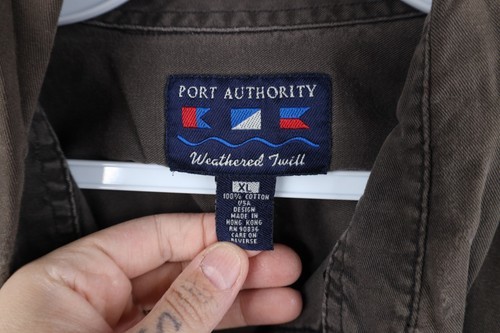 PORT AUTHORITY
Weathered Twill
XL
100% COTTON
USA
DESIGN
MADE IN
HONG KONG
RN 90836
CARE ON
REVERSE